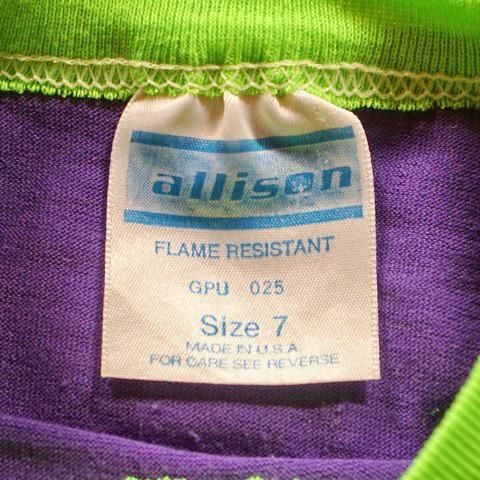 allison
FLAME RESISTANT
GPU 025
Size 7
MADE IN U.S.A
FOR CARE SEE REVERSE